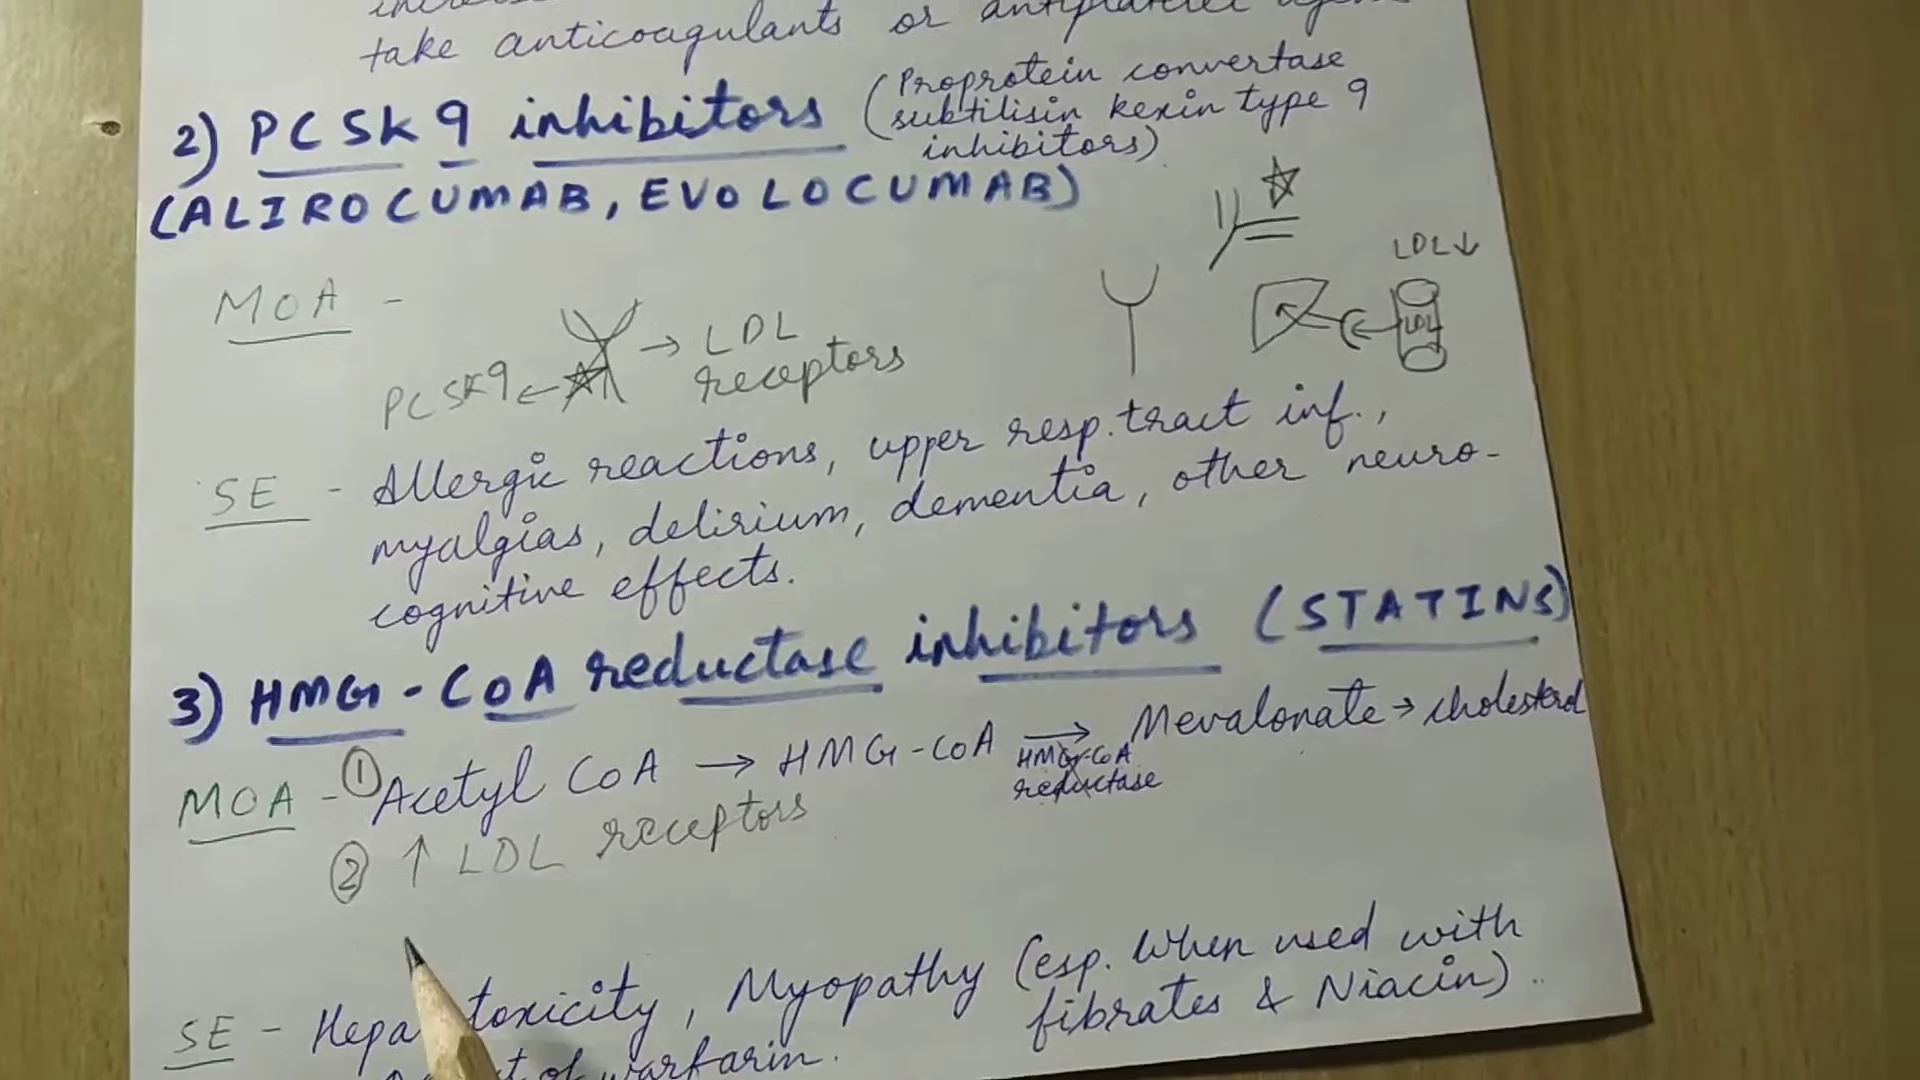 take anticoagulants or antiplatelet
2) PCSK9 inhibitors (Proprotein convertase
subtilisin kexin type 9
inhibitors)
(ALIROCUMAB, EVOLOCUMAB)
LDL↓
MOA -
LDL
PCSK9 ← → LDL
receptors
SE - Allergic reactions, upper resp. tract inf.,
myalgias, delirium, dementia, other neuro-
cognitive effects.
3) HMG-CoA reductase inhibitors (STATINS)
MOA - ① Acetyl CoA → HMG-CoA → Mevalonate → cholesterol
HMG-CoA
reductase
② ↑ LDL receptors
SE - Hepa toxicity, Myopathy (esp. when used with
fibrates & Niacin)..
of warfarin.